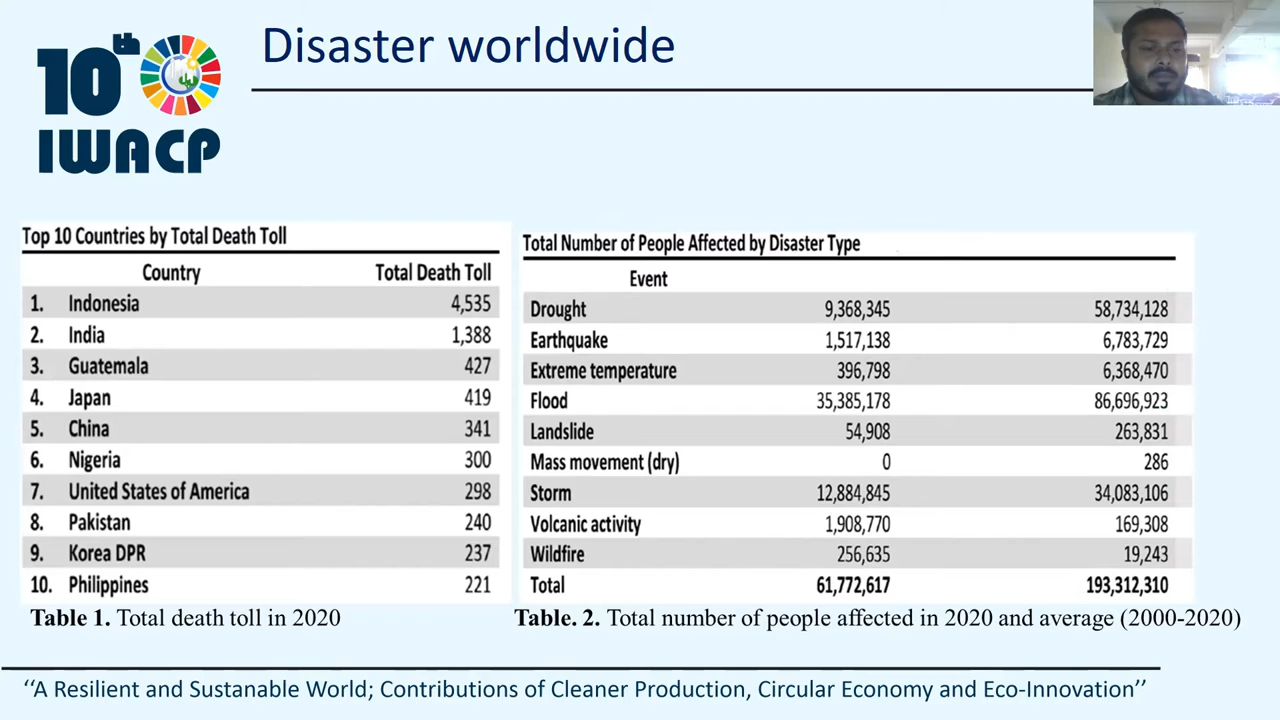 10th
IWACP
Disaster worldwide
Top 10 Countries by Total Death Toll
Country Total Death Toll
1. Indonesia 4,535
2. India 1,388
3. Guatemala 427
4. Japan 419
5. China 341
6. Nigeria 300
7. United States of America 298
8. Pakistan 240
9. Korea DPR 237
10. Philippines 221
Table 1. Total death toll in 2020
Total Number of People Affected by Disaster Type
Event
Drought 9,368,345 58,734,128
Earthquake 1,517,138 6,783,729
Extreme temperature 396,798 6,368,470
Flood 35,385,178 86,696,923
Landslide 54,908 263,831
Mass movement (dry) 0 286
Storm 12,884,845 34,083,106
Volcanic activity 1,908,770 169,308
Wildfire 256,635 19,243
Total 61,772,617 193,312,310
Table. 2. Total number of people affected in 2020 and average (2000-2020)
‘‘A Resilient and Sustanable World; Contributions of Cleaner Production, Circular Economy and Eco-Innovation’’